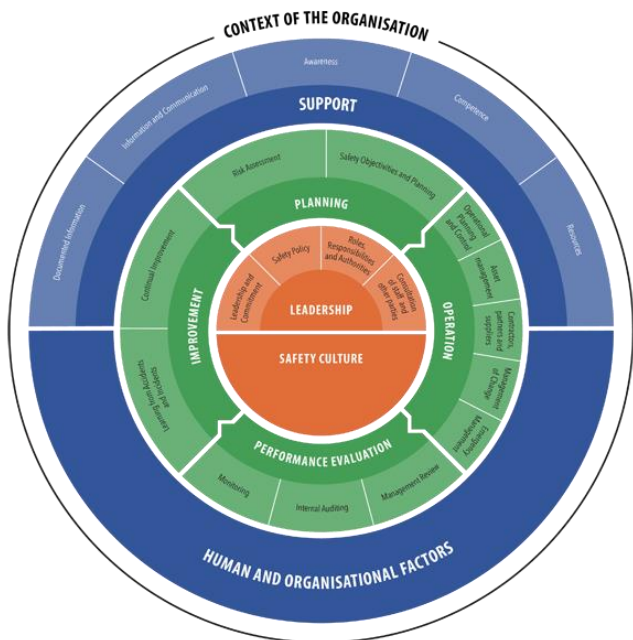 CONTEXT OF THE ORGANISATION
Awareness
Information and Communication
Competence
Documented Information
Resources
SUPPORT
Risk Assessment
Safety Objectivities and Planning
PLANNING
Operational
Planning
and Control
Asset
management
Contractors,
partners and
suppliers
Management
of Change
Emergency
Management
OPERATION
Continual Improvement
Learning from Accidents
and Incidents
IMPROVEMENT
Leadership and
Commitment
Safety Policy
Roles,
Responsibilities
and Authorities
Consultation
of staff and
other parties
LEADERSHIP
SAFETY CULTURE
PERFORMANCE EVALUATION
Monitoring
Internal Auditing
Management Review
HUMAN AND ORGANISATIONAL FACTORS